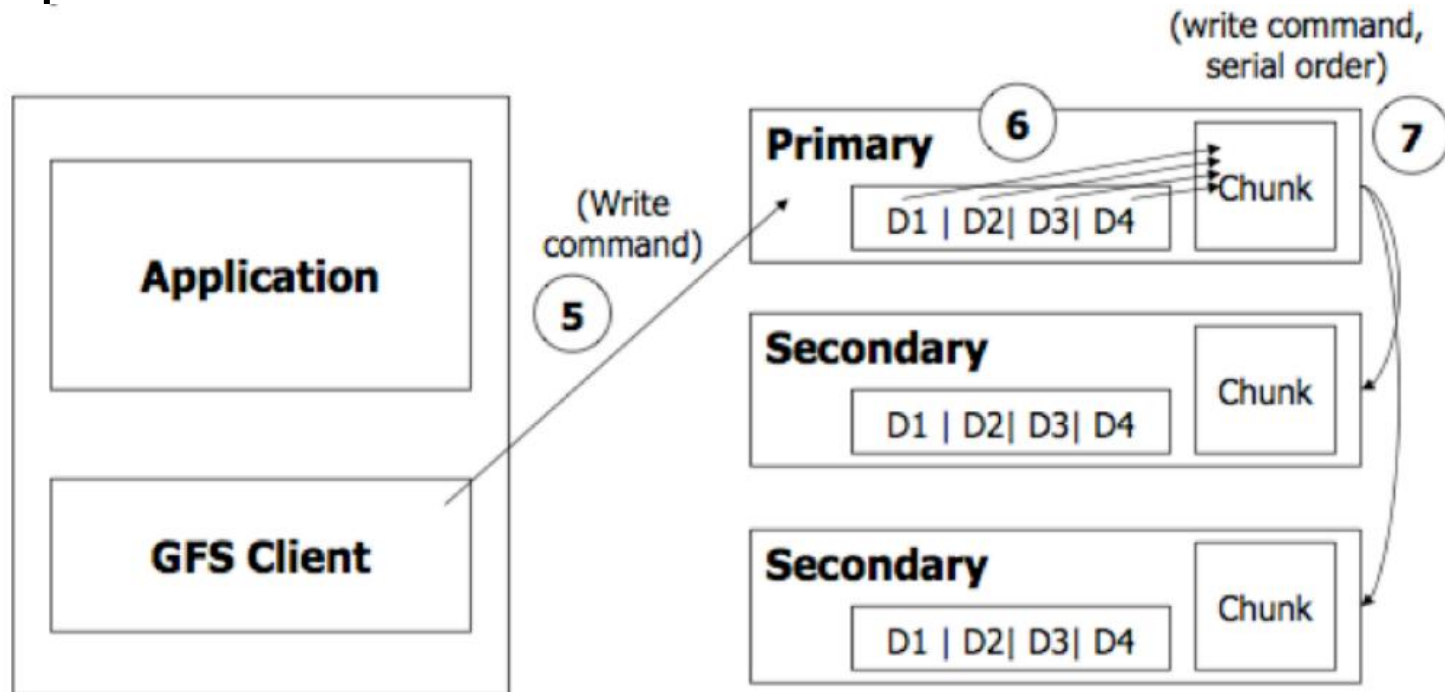 (write command,
serial order)
6
7
Primary
D1 | D2| D3| D4
Chunk
(Write
command)
5
Application
Secondary
D1 | D2| D3| D4
Chunk
GFS Client
Secondary
D1 | D2| D3| D4
Chunk